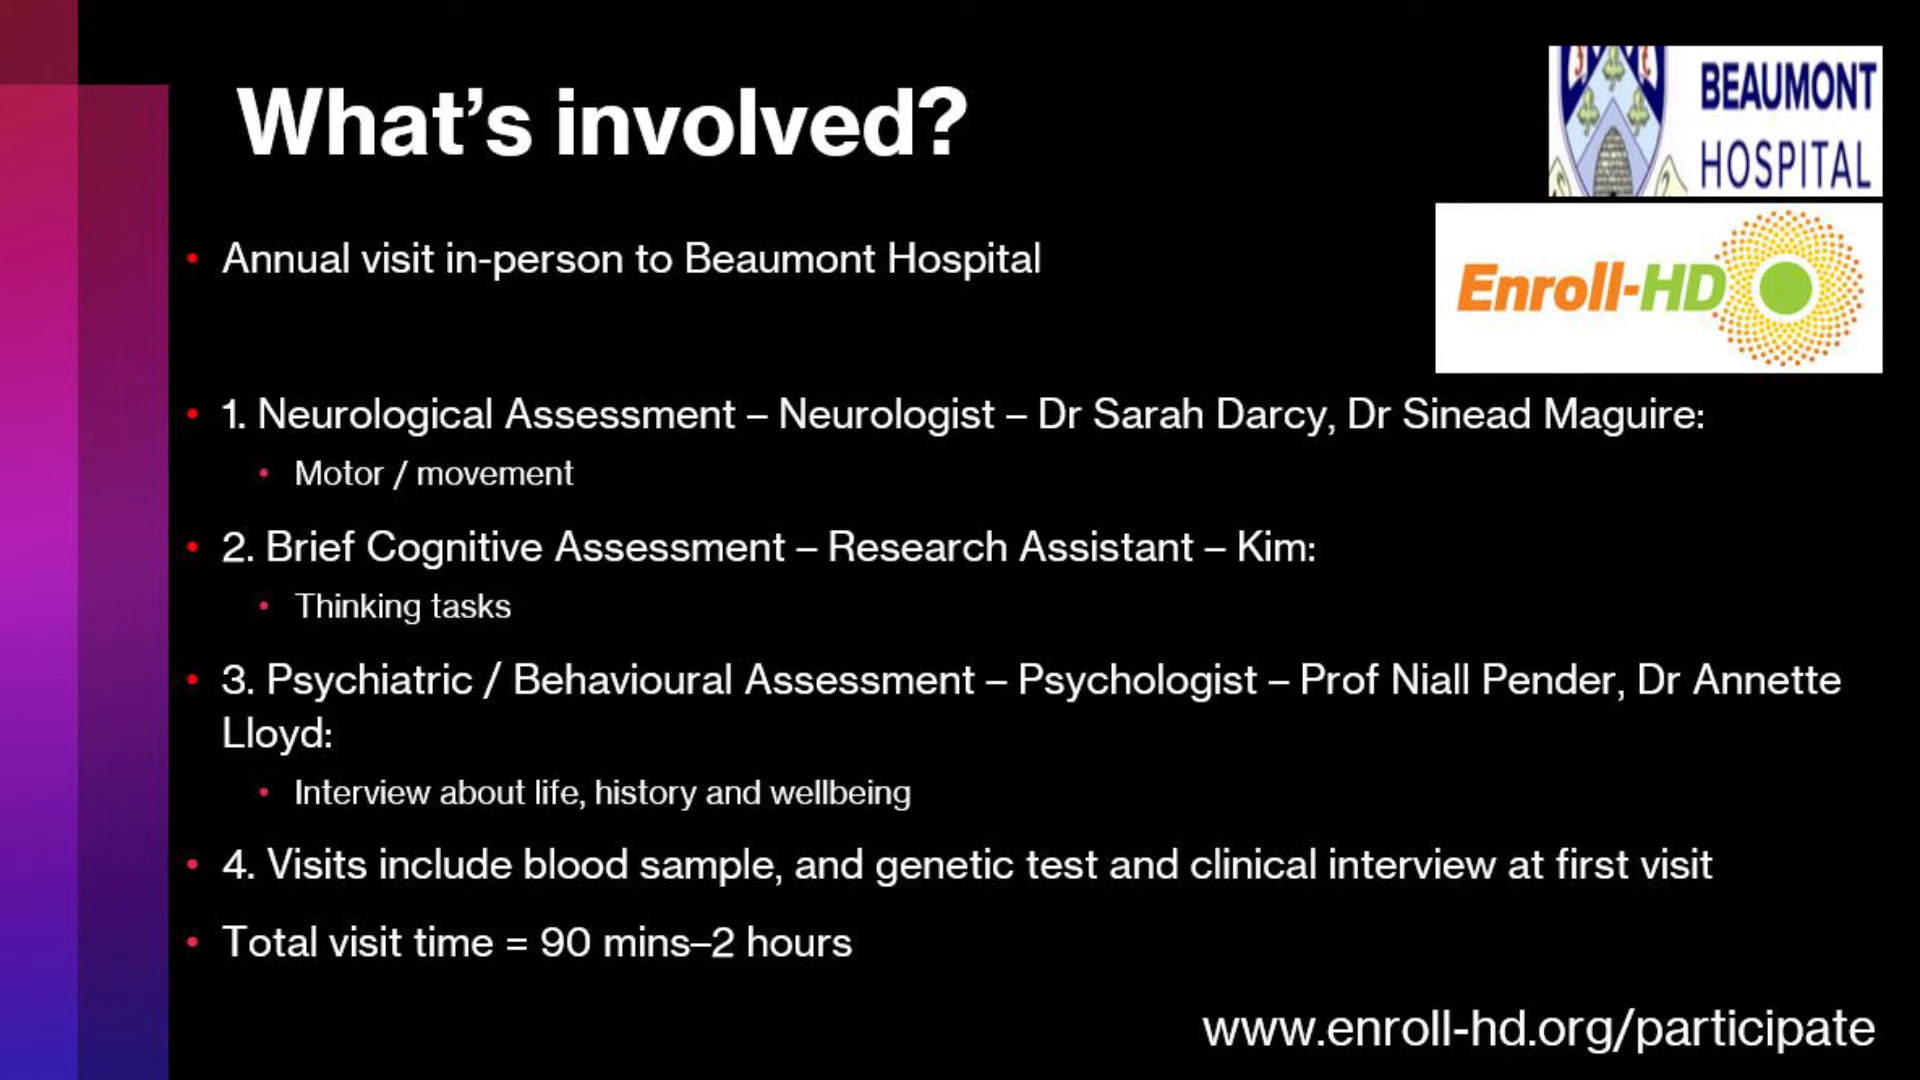 What's involved?
BEAUMONT
HOSPITAL
• Annual visit in-person to Beaumont Hospital
Enroll-HD
• 1. Neurological Assessment – Neurologist – Dr Sarah Darcy, Dr Sinead Maguire:
• Motor / movement
• 2. Brief Cognitive Assessment – Research Assistant – Kim:
• Thinking tasks
• 3. Psychiatric / Behavioural Assessment – Psychologist – Prof Niall Pender, Dr Annette
Lloyd:
• Interview about life, history and wellbeing
• 4. Visits include blood sample, and genetic test and clinical interview at first visit
• Total visit time = 90 mins–2 hours
www.enroll-hd.org/participate